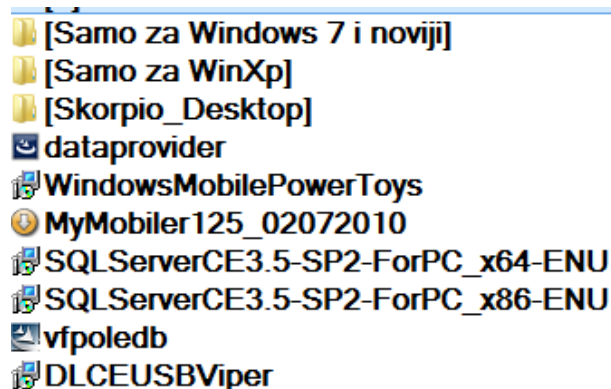 [Samo za Windows 7 i noviji]
[Samo za WinXp]
[Skorpio_Desktop]
dataprovider
WindowsMobilePowerToys
MyMobiler125_02072010
SQLServerCE3.5-SP2-ForPC_x64-ENU
SQLServerCE3.5-SP2-ForPC_x86-ENU
vfpoledb
DLCEUSBViper